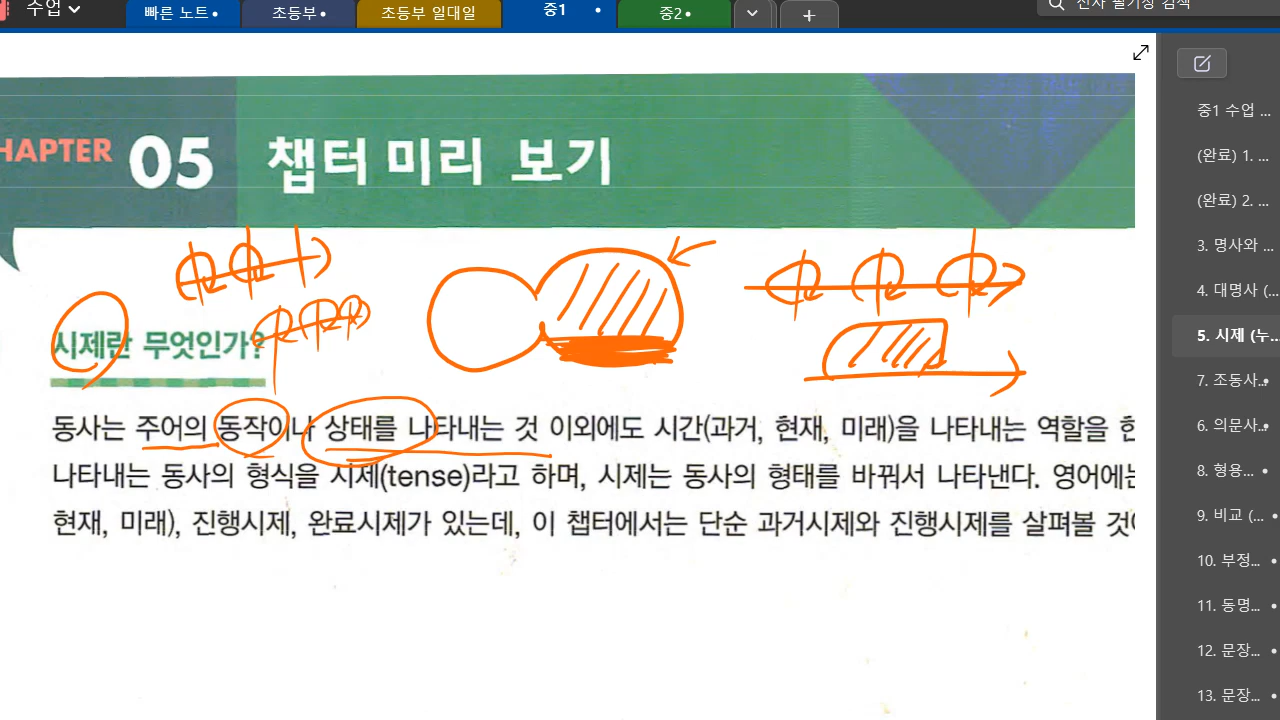 수업
빠른 노트
초등부
초등부 일대일
중1
중2
HAPTER 05 챕터 미리 보기
시제란 무엇인가?
동사는 주어의 동작이나 상태를 나타내는 것 이외에도 시간(과거, 현재, 미래)을 나타내는 역할을 한
나타내는 동사의 형식을 시제(tense)라고 하며, 시제는 동사의 형태를 바꿔서 나타낸다. 영어에는
현재, 미래), 진행시제, 완료시제가 있는데, 이 챕터에서는 단순 과거시제와 진행시제를 살펴볼 것이
전자 필기장 검색
중1 수업 ...
(완료) 1. ...
(완료) 2. ...
3. 명사와 ...
4. 대명사 (...
5. 시제 (누...
7. 조동사...
6. 의문사...
8. 형용...
9. 비교 (...
10. 부정...
11. 동명...
12. 문장...
13. 문장...